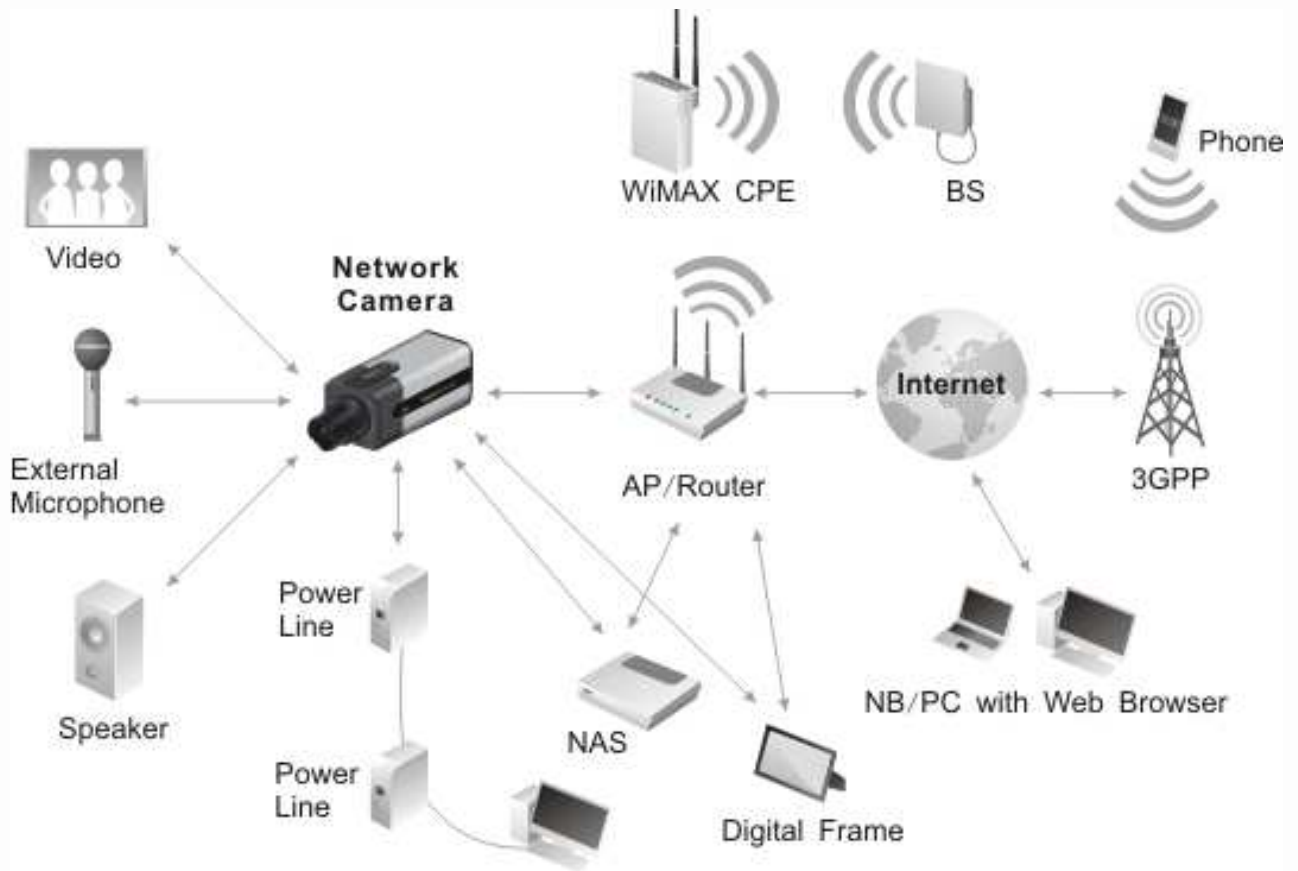 WiMAX CPE
BS
Phone
Video
Network
Camera
Internet
External
Microphone
AP/Router
3GPP
Power
Line
Speaker
NAS
NB/PC with Web Browser
Power
Line
Digital Frame